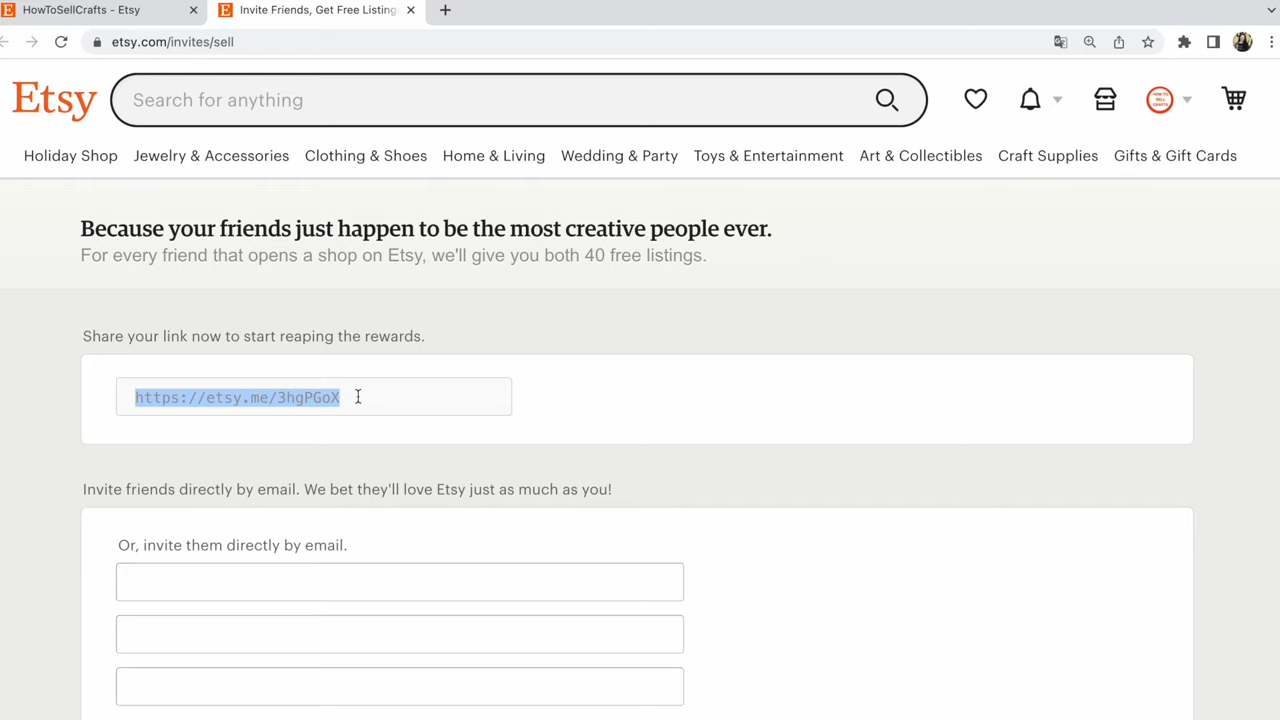 HowToSellCrafts - Etsy
Invite Friends, Get Free Listing
etsy.com/invites/sell
Etsy
Search for anything
HOW TO
SELL
CRAFTS
Holiday Shop
Jewelry & Accessories
Clothing & Shoes
Home & Living
Wedding & Party
Toys & Entertainment
Art & Collectibles
Craft Supplies
Gifts & Gift Cards
Because your friends just happen to be the most creative people ever.
For every friend that opens a shop on Etsy, we'll give you both 40 free listings.
Share your link now to start reaping the rewards.
https://etsy.me/3hgPGoX
Invite friends directly by email. We bet they'll love Etsy just as much as you!
Or, invite them directly by email.